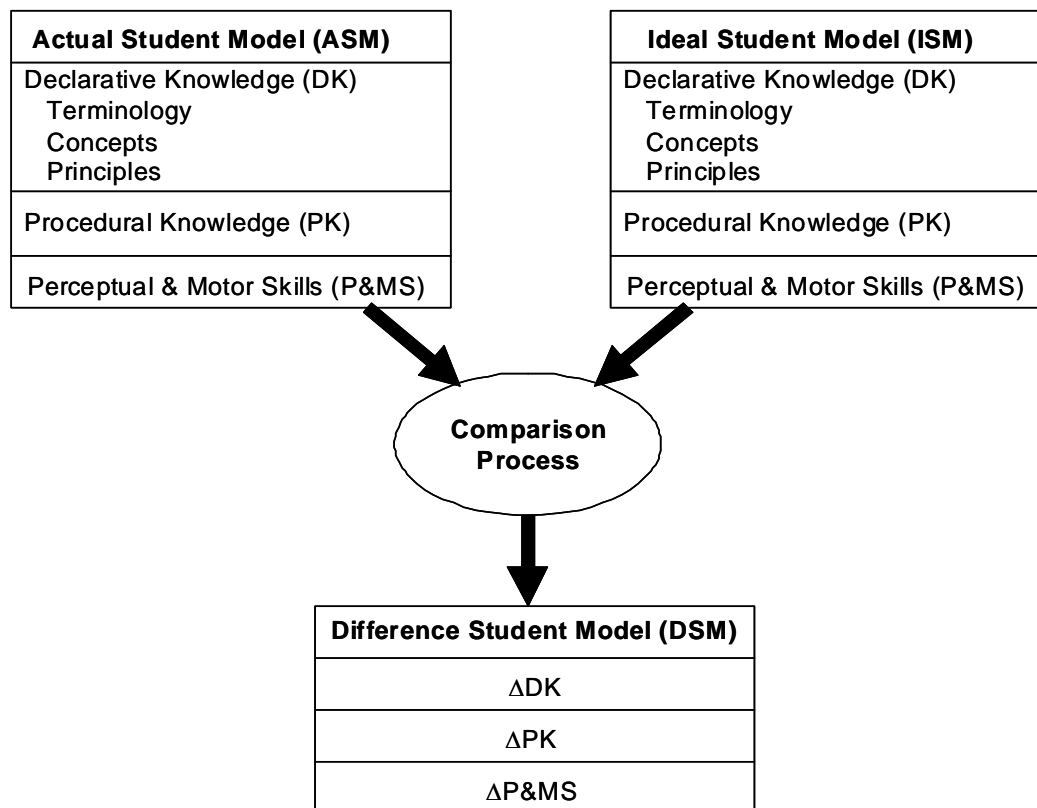 Actual Student Model (ASM)
Declarative Knowledge (DK)
Terminology
Concepts
Principles
Procedural Knowledge (PK)
Perceptual & Motor Skills (P&MS)
Ideal Student Model (ISM)
Declarative Knowledge (DK)
Terminology
Concepts
Principles
Procedural Knowledge (PK)
Perceptual & Motor Skills (P&MS)
Comparison
Process
Difference Student Model (DSM)
ΔDK
ΔPK
ΔP&MS